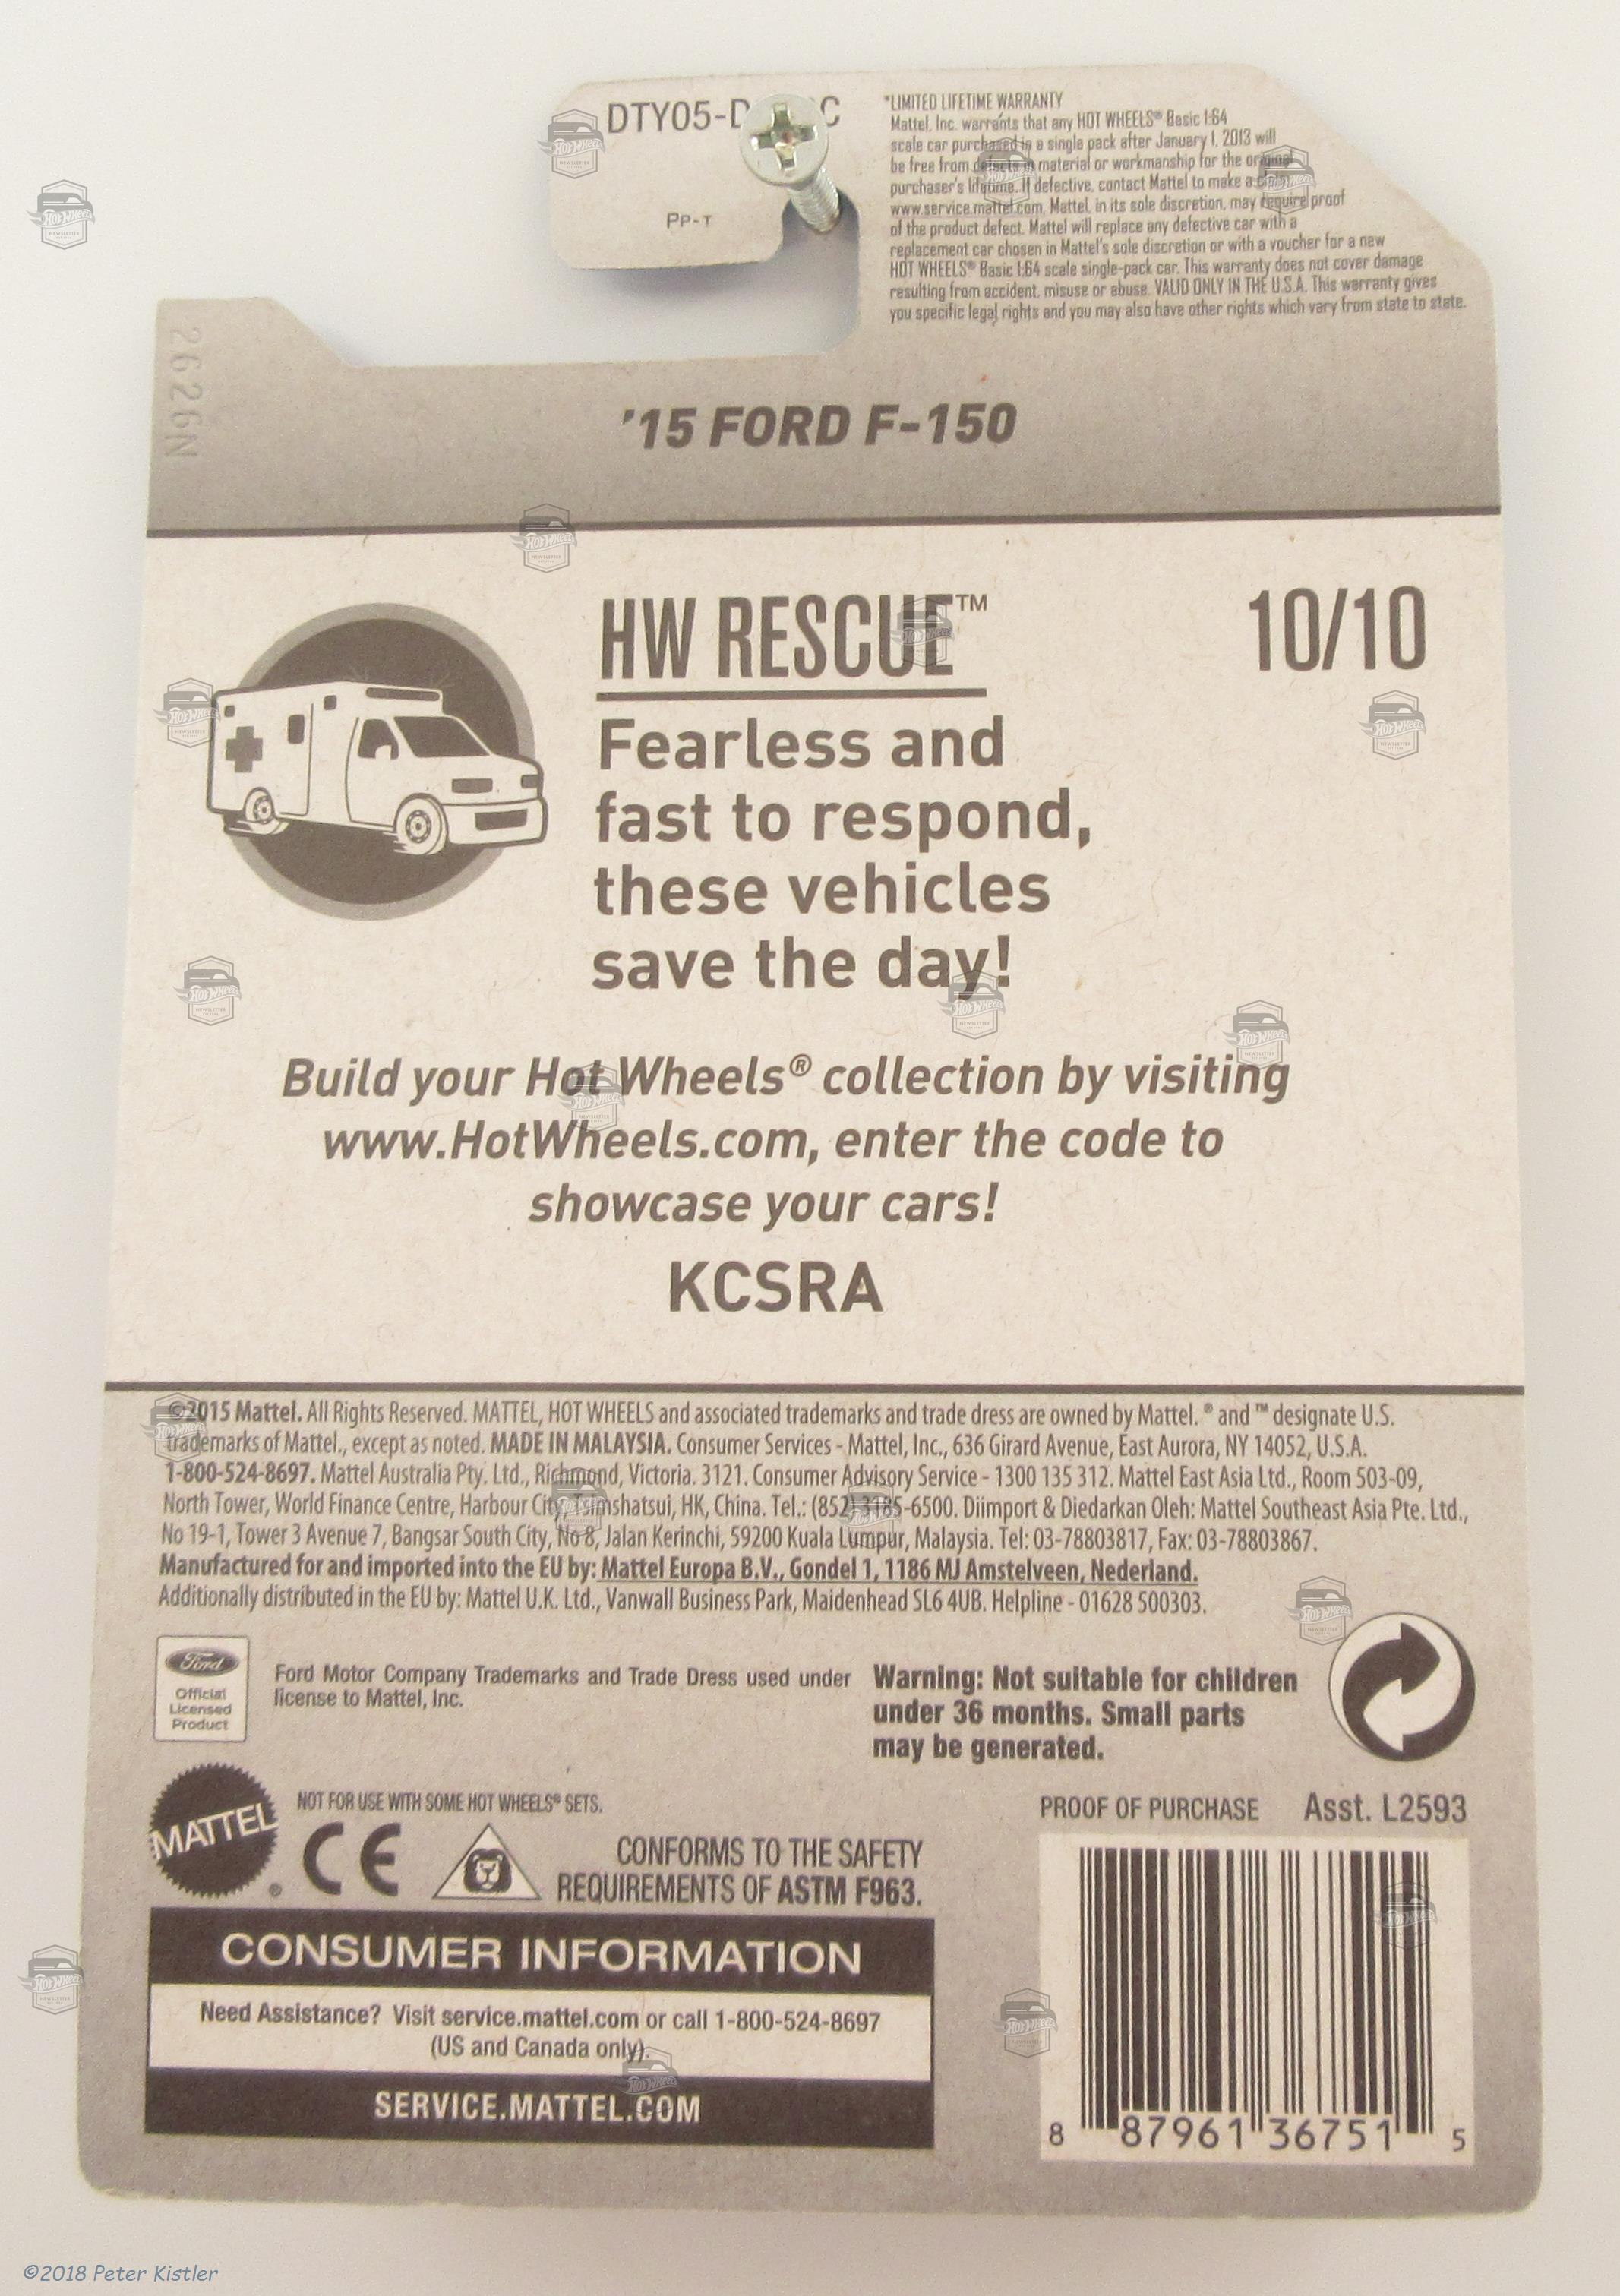 DTY05-D C
PP-T
*LIMITED LIFETIME WARRANTY
Mattel, Inc. warrants that any HOT WHEELS® Basic 1:64
scale car purchased in a single pack after January 1, 2013 will
be free from defects in material or workmanship for the original
purchaser's lifetime. If defective, contact Mattel to make a claim:
www.service.mattel.com. Mattel, in its sole discretion, may require proof
of the product defect. Mattel will replace any defective car with a
replacement car chosen in Mattel's sole discretion or with a voucher for a new
HOT WHEELS® Basic 1:64 scale single-pack car. This warranty does not cover damage
resulting from accident, misuse or abuse. VALID ONLY IN THE U.S.A. This warranty gives
you specific legal rights and you may also have other rights which vary from state to state.
2626N
'15 FORD F-150
HW RESCUE™
10/10
Fearless and
fast to respond,
these vehicles
save the day!
Build your Hot Wheels® collection by visiting
www.HotWheels.com, enter the code to
showcase your cars!
KCSRA
©2015 Mattel. All Rights Reserved. MATTEL, HOT WHEELS and associated trademarks and trade dress are owned by Mattel. ® and ™ designate U.S.
trademarks of Mattel., except as noted. MADE IN MALAYSIA. Consumer Services - Mattel, Inc., 636 Girard Avenue, East Aurora, NY 14052, U.S.A.
1-800-524-8697. Mattel Australia Pty. Ltd., Richmond, Victoria. 3121. Consumer Advisory Service - 1300 135 312. Mattel East Asia Ltd., Room 503-09,
North Tower, World Finance Centre, Harbour City, Tsimshatsui, HK, China. Tel.: (852) 3185-6500. Diimport & Diedarkan Oleh: Mattel Southeast Asia Pte. Ltd.,
No 19-1, Tower 3 Avenue 7, Bangsar South City, No 8, Jalan Kerinchi, 59200 Kuala Lumpur, Malaysia. Tel: 03-78803817, Fax: 03-78803867.
Manufactured for and imported into the EU by: Mattel Europa B.V., Gondel 1, 1186 MJ Amstelveen, Nederland.
Additionally distributed in the EU by: Mattel U.K. Ltd., Vanwall Business Park, Maidenhead SL6 4UB. Helpline - 01628 500303.
Ford
Official
Licensed
Product
Ford Motor Company Trademarks and Trade Dress used under
license to Mattel, Inc.
Warning: Not suitable for children
under 36 months. Small parts
may be generated.
MATTEL®
NOT FOR USE WITH SOME HOT WHEELS® SETS.
CE
CONFORMS TO THE SAFETY
REQUIREMENTS OF ASTM F963.
PROOF OF PURCHASE Asst. L2593
CONSUMER INFORMATION
Need Assistance? Visit service.mattel.com or call 1-800-524-8697
(US and Canada only).
SERVICE.MATTEL.COM
8 87961 36751 5
©2018 Peter Kistler